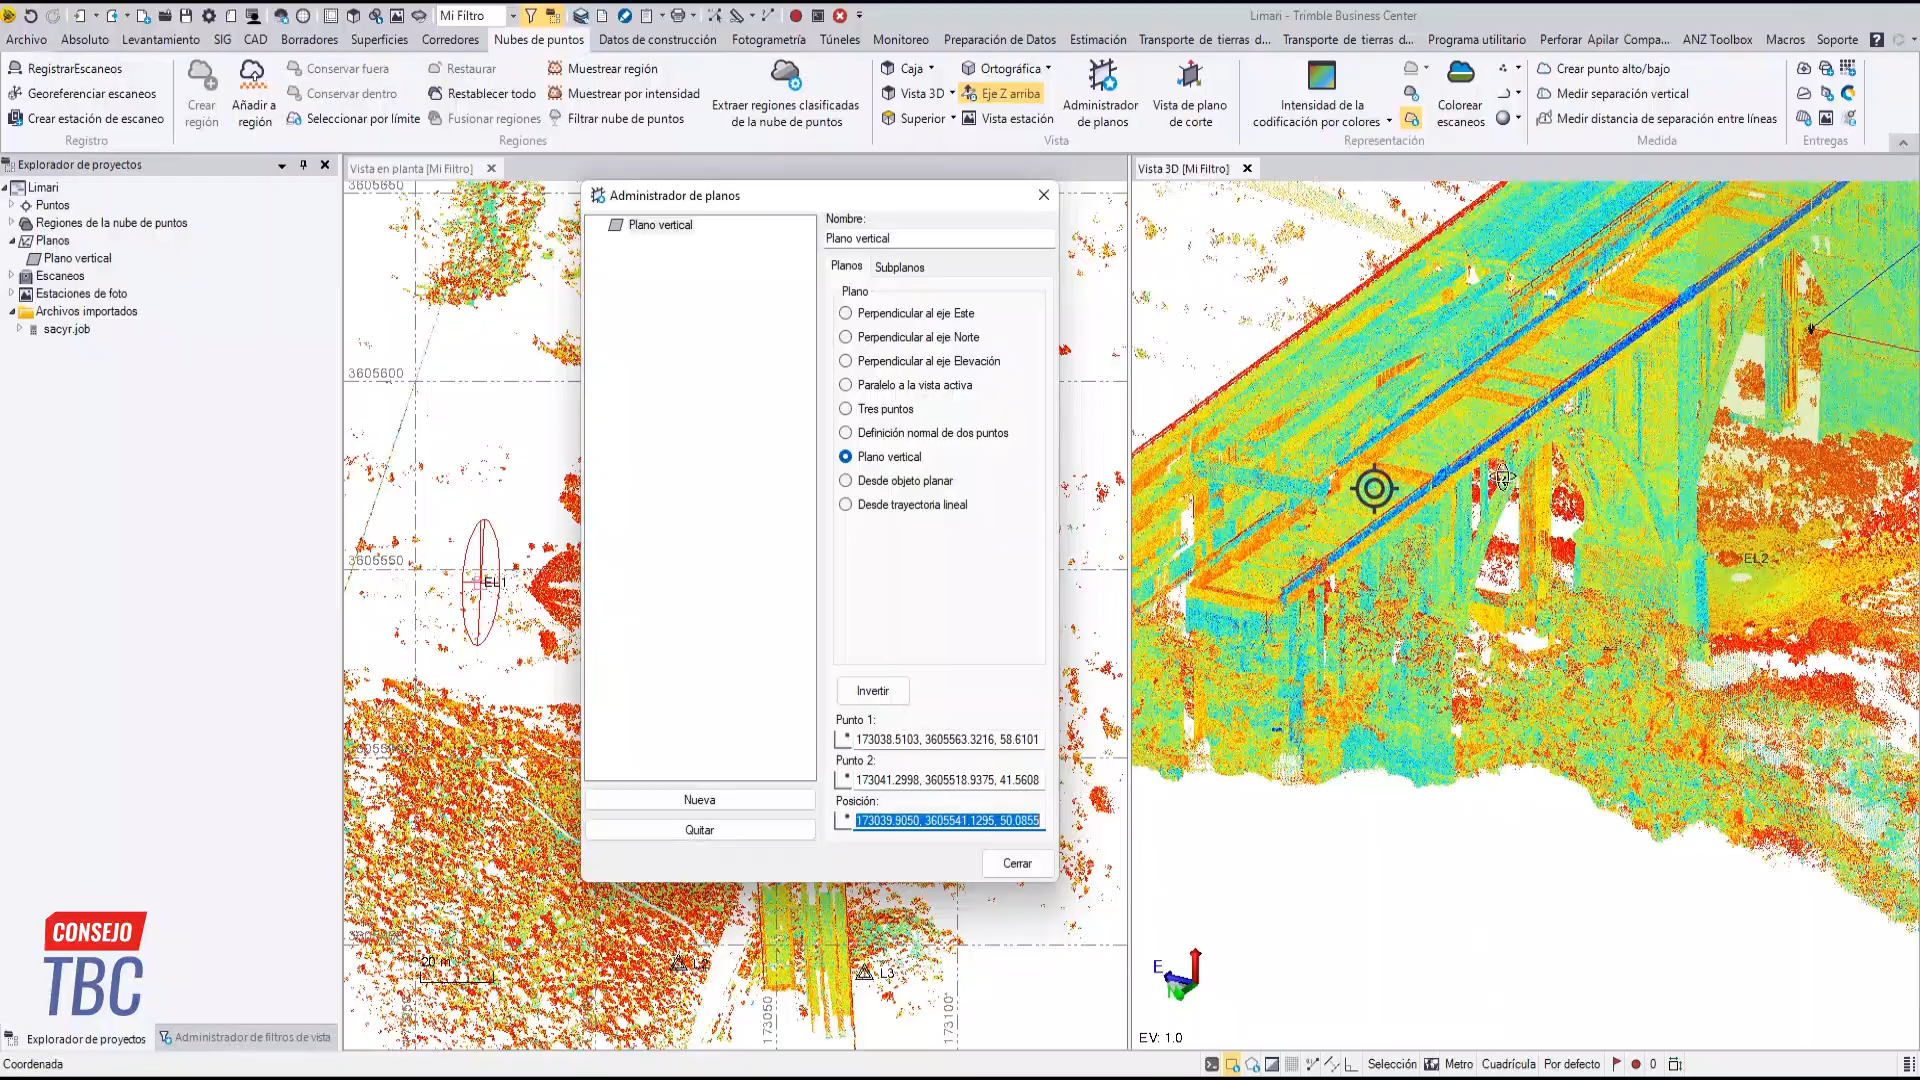 Mi Filtro
Limari - Trimble Business Center
Archivo Absoluto Levantamiento SIG CAD Borradores Superficies Corredores Nubes de puntos Datos de construcción Fotogrametría Túneles Monitoreo Preparación de Datos Estimación Transporte de tierras d... Transporte de tierras d... Programa utilitario Perforar Apilar Compa... ANZ Toolbox Macros Soporte
RegistrarEscaneos
Georeferenciar escaneos
Crear estación de escaneo
Registro
Crear
región
Añadir a
región
Conservar fuera
Conservar dentro
Seleccionar por límite
Restaurar
Restablecer todo
Fusionar regiones
Muestrear región
Muestrear por intensidad
Filtrar nube de puntos
Regiones
Extraer regiones clasificadas
de la nube de puntos
Caja
Vista 3D
Superior
Ortográfica
Eje Z arriba
Vista estación
Administrador
de planos
Vista de plano
de corte
Vista
Intensidad de la
codificación por colores
Colorear
escaneos
Representación
Crear punto alto/bajo
Medir separación vertical
Medir distancia de separación entre líneas
Medida
Entregas
Explorador de proyectos
Limari
Puntos
Regiones de la nube de puntos
Planos
Plano vertical
Escaneos
Estaciones de foto
Archivos importados
sacyr.job
CONSEJO
TBC
Explorador de proyectos
Administrador de filtros de vista
Coordenada
Vista en planta [Mi Filtro]
3605650
3605600
3605550
EL1
20 m
L3
173050
173100
Administrador de planos
Plano vertical
Nueva
Quitar
Nombre:
Plano vertical
Planos Subplanos
Plano
Perpendicular al eje Este
Perpendicular al eje Norte
Perpendicular al eje Elevación
Paralelo a la vista activa
Tres puntos
Definición normal de dos puntos
Plano vertical
Desde objeto planar
Desde trayectoria lineal
Invertir
Punto 1:
173038.5103, 3605563.3216, 58.6101
Punto 2:
173041.2998, 3605518.9375, 41.5608
Posición:
173039.9050, 3605541.1295, 50.0855
Cerrar
Vista 3D [Mi Filtro]
EL2
E
EV: 1.0
Selección Metro Cuadrícula Por defecto 0